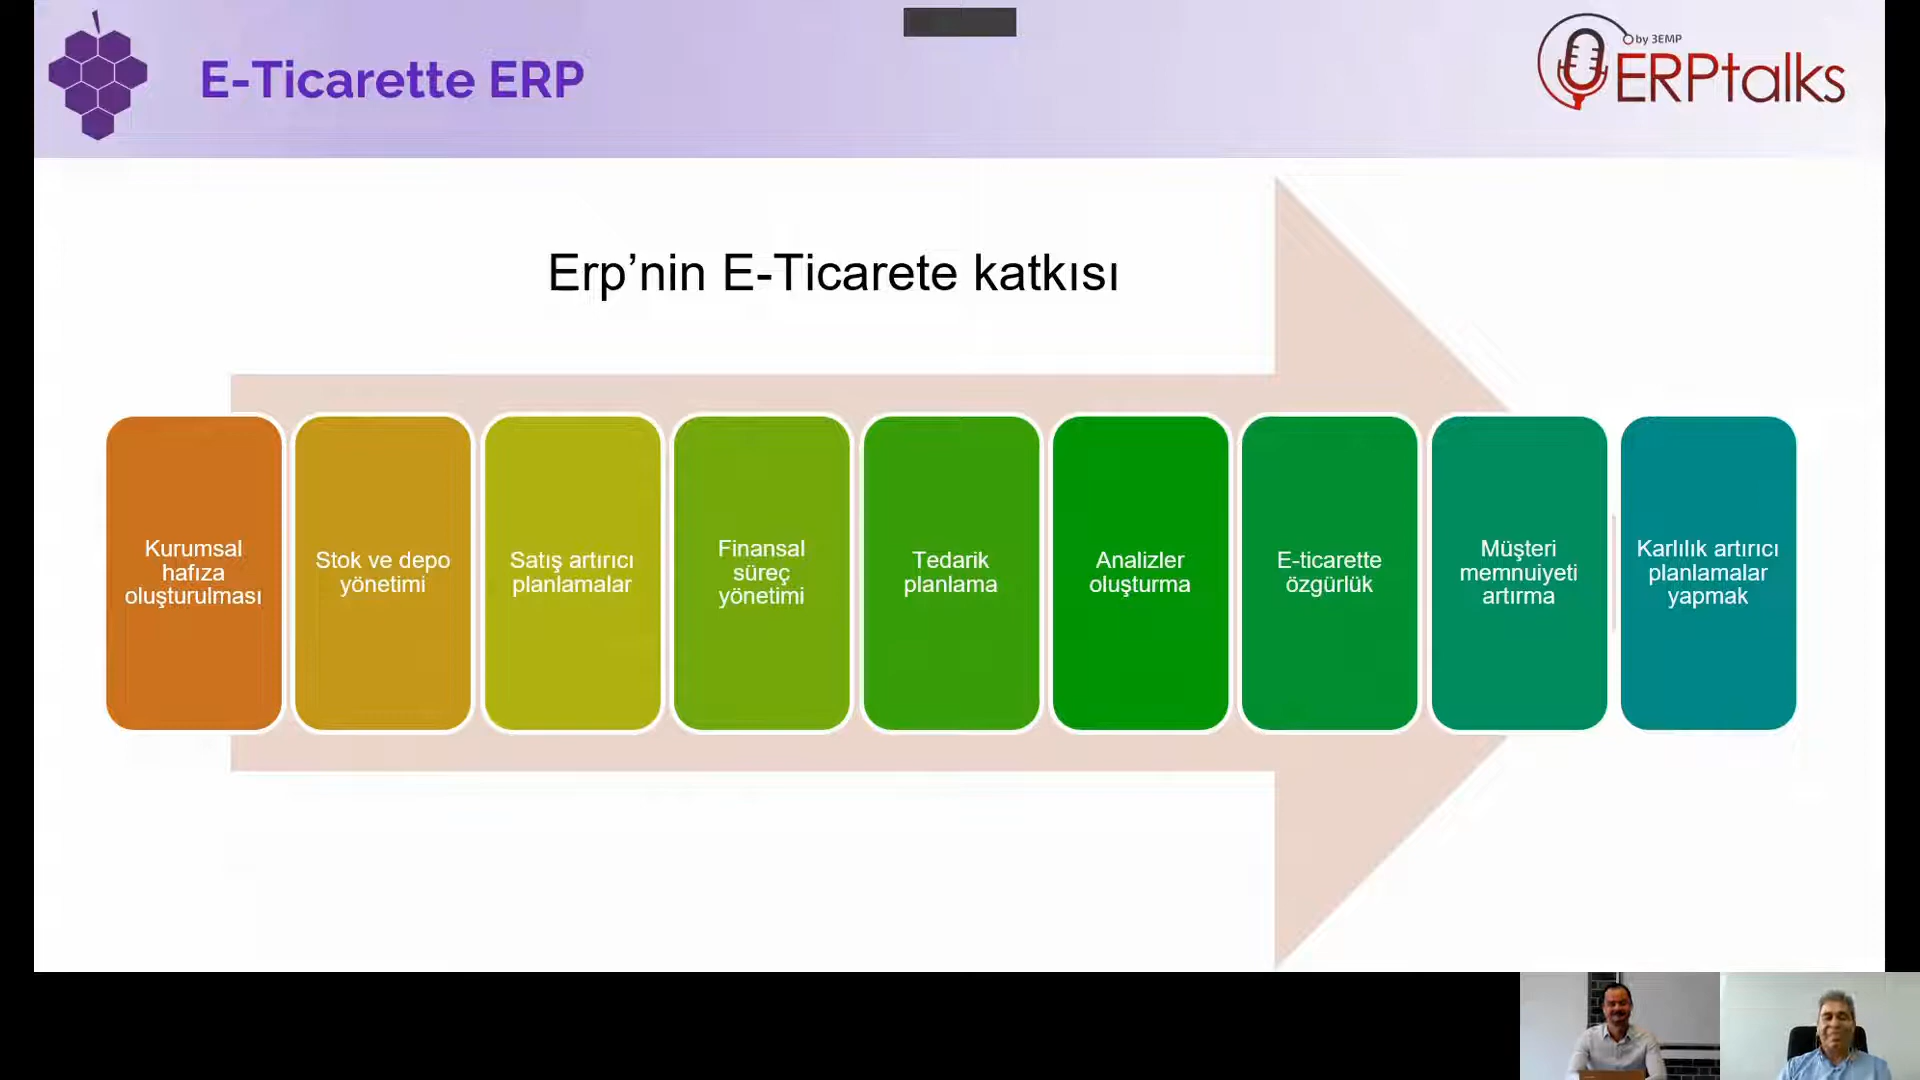 E-Ticarette ERP
by 3EMP
ERPtalks
Erp’nin E-Ticarete katkısı
Kurumsal
hafıza
oluşturulması
Stok ve depo
yönetimi
Satış artırıcı
planlamalar
Finansal
süreç
yönetimi
Tedarik
planlama
Analizler
oluşturma
E-ticarette
özgürlük
Müşteri
memnuiyeti
artırma
Karlılık artırıcı
planlamalar
yapmak